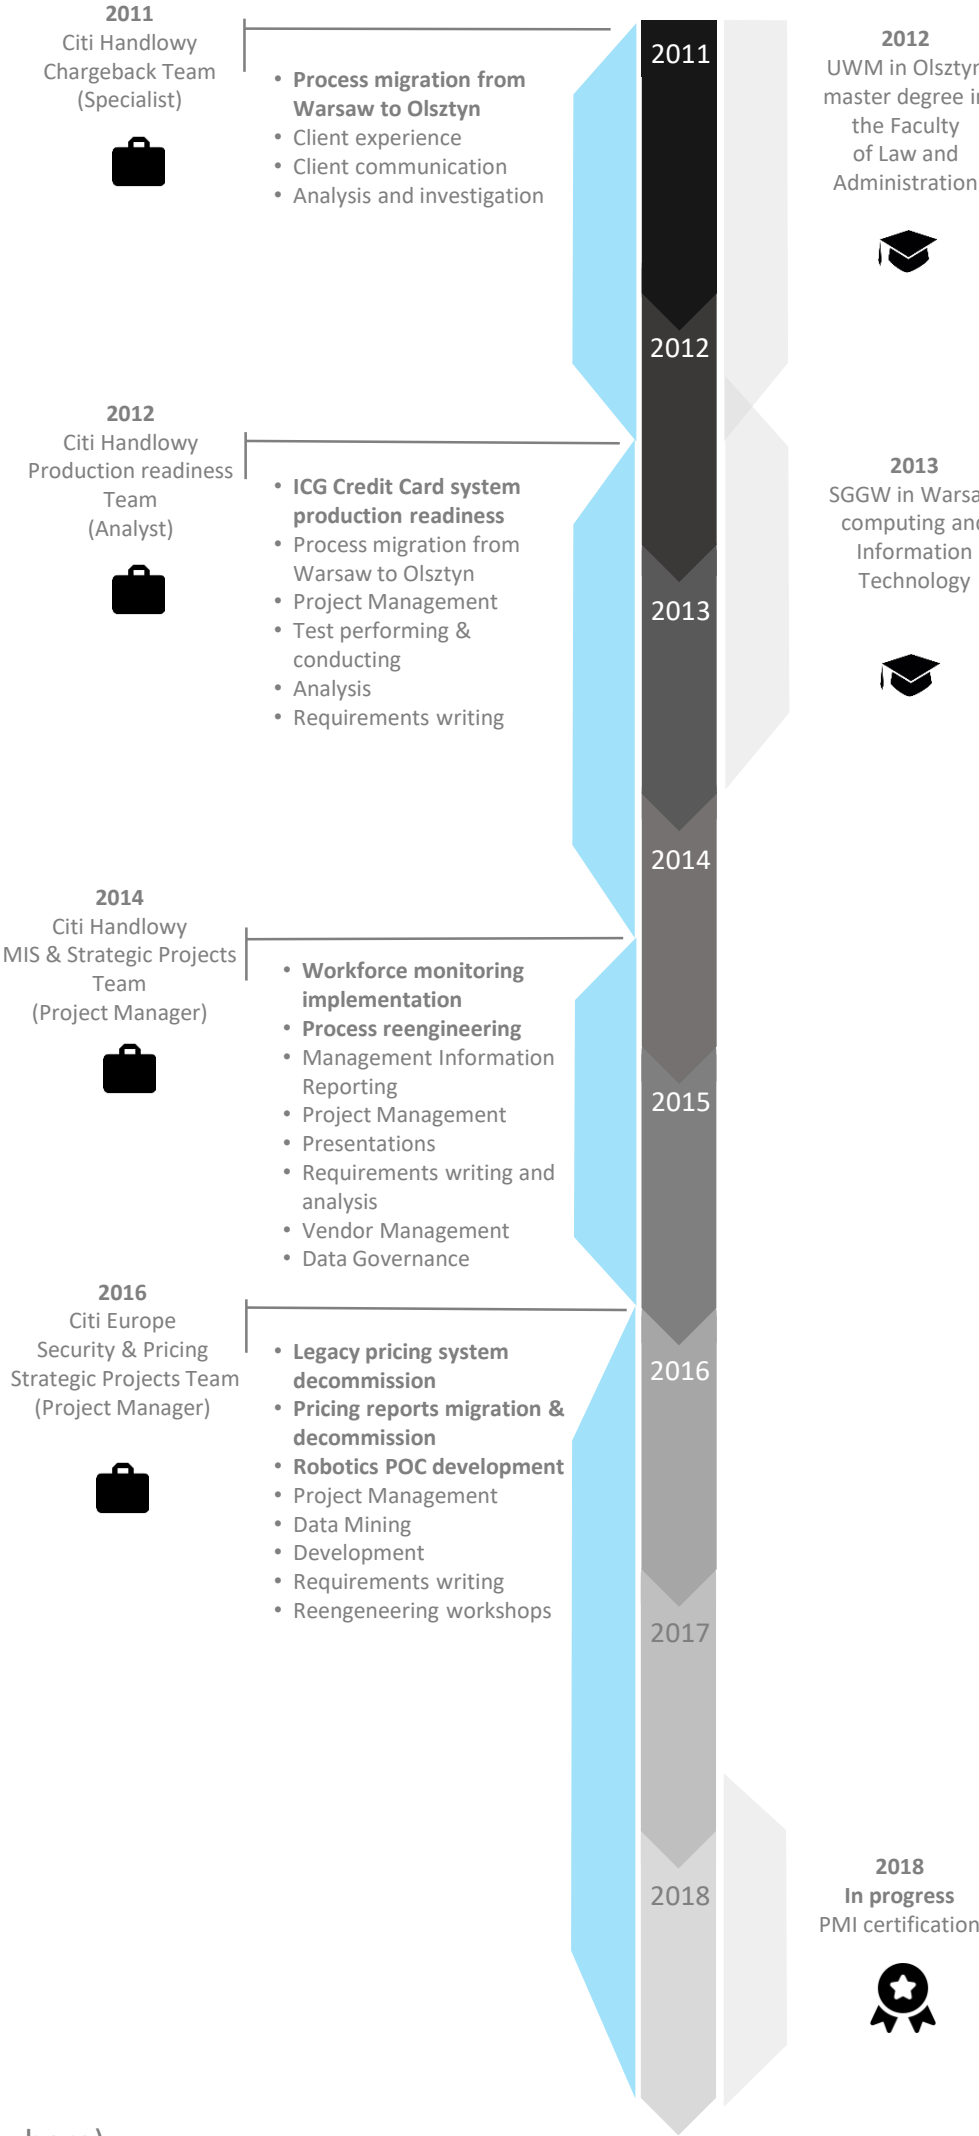 2011
Citi Handlowy
Chargeback Team
(Specialist)
• Process migration from
Warsaw to Olsztyn
• Client experience
• Client communication
• Analysis and investigation
2011
2012
UWM in Olsztyn
master degree in
the Faculty
of Law and
Administration
2012
2012
Citi Handlowy
Production readiness
Team
(Analyst)
• ICG Credit Card system
production readiness
• Process migration from
Warsaw to Olsztyn
• Project Management
• Test performing &
conducting
• Analysis
• Requirements writing
2013
2013
SGGW in Warsa
computing and
Information
Technology
2014
2014
Citi Handlowy
MIS & Strategic Projects
Team
(Project Manager)
• Workforce monitoring
implementation
• Process reengineering
• Management Information
Reporting
• Project Management
• Presentations
• Requirements writing and
analysis
• Vendor Management
• Data Governance
2015
2016
Citi Europe
Security & Pricing
Strategic Projects Team
(Project Manager)
• Legacy pricing system
decommission
• Pricing reports migration &
decommission
• Robotics POC development
• Project Management
• Data Mining
• Development
• Requirements writing
• Reengeneering workshops
2016
2017
2018
2018
In progress
PMI certification